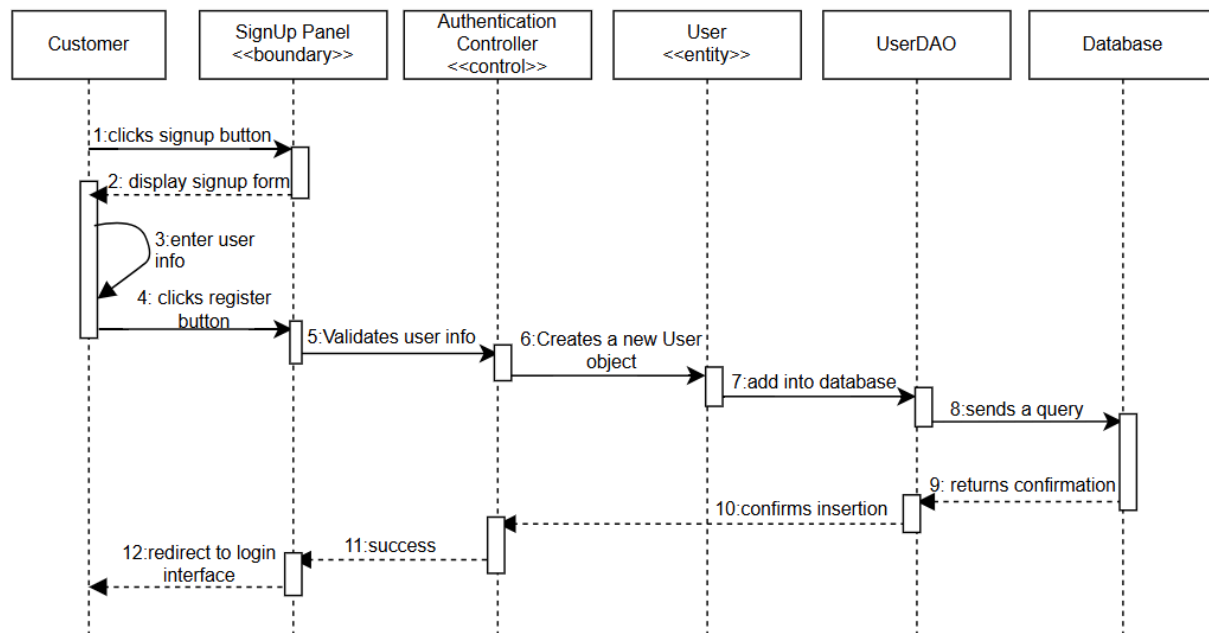 Customer
SignUp Panel
<<boundary>>
Authentication
Controller
<<control>>
User
<<entity>>
UserDAO
Database
1:clicks signup button
2: display signup form
3:enter user
info
4: clicks register
button
5:Validates user info
6:Creates a new User
object
7:add into database
8:sends a query
9: returns confirmation
10:confirms insertion
11:success
12:redirect to login
interface